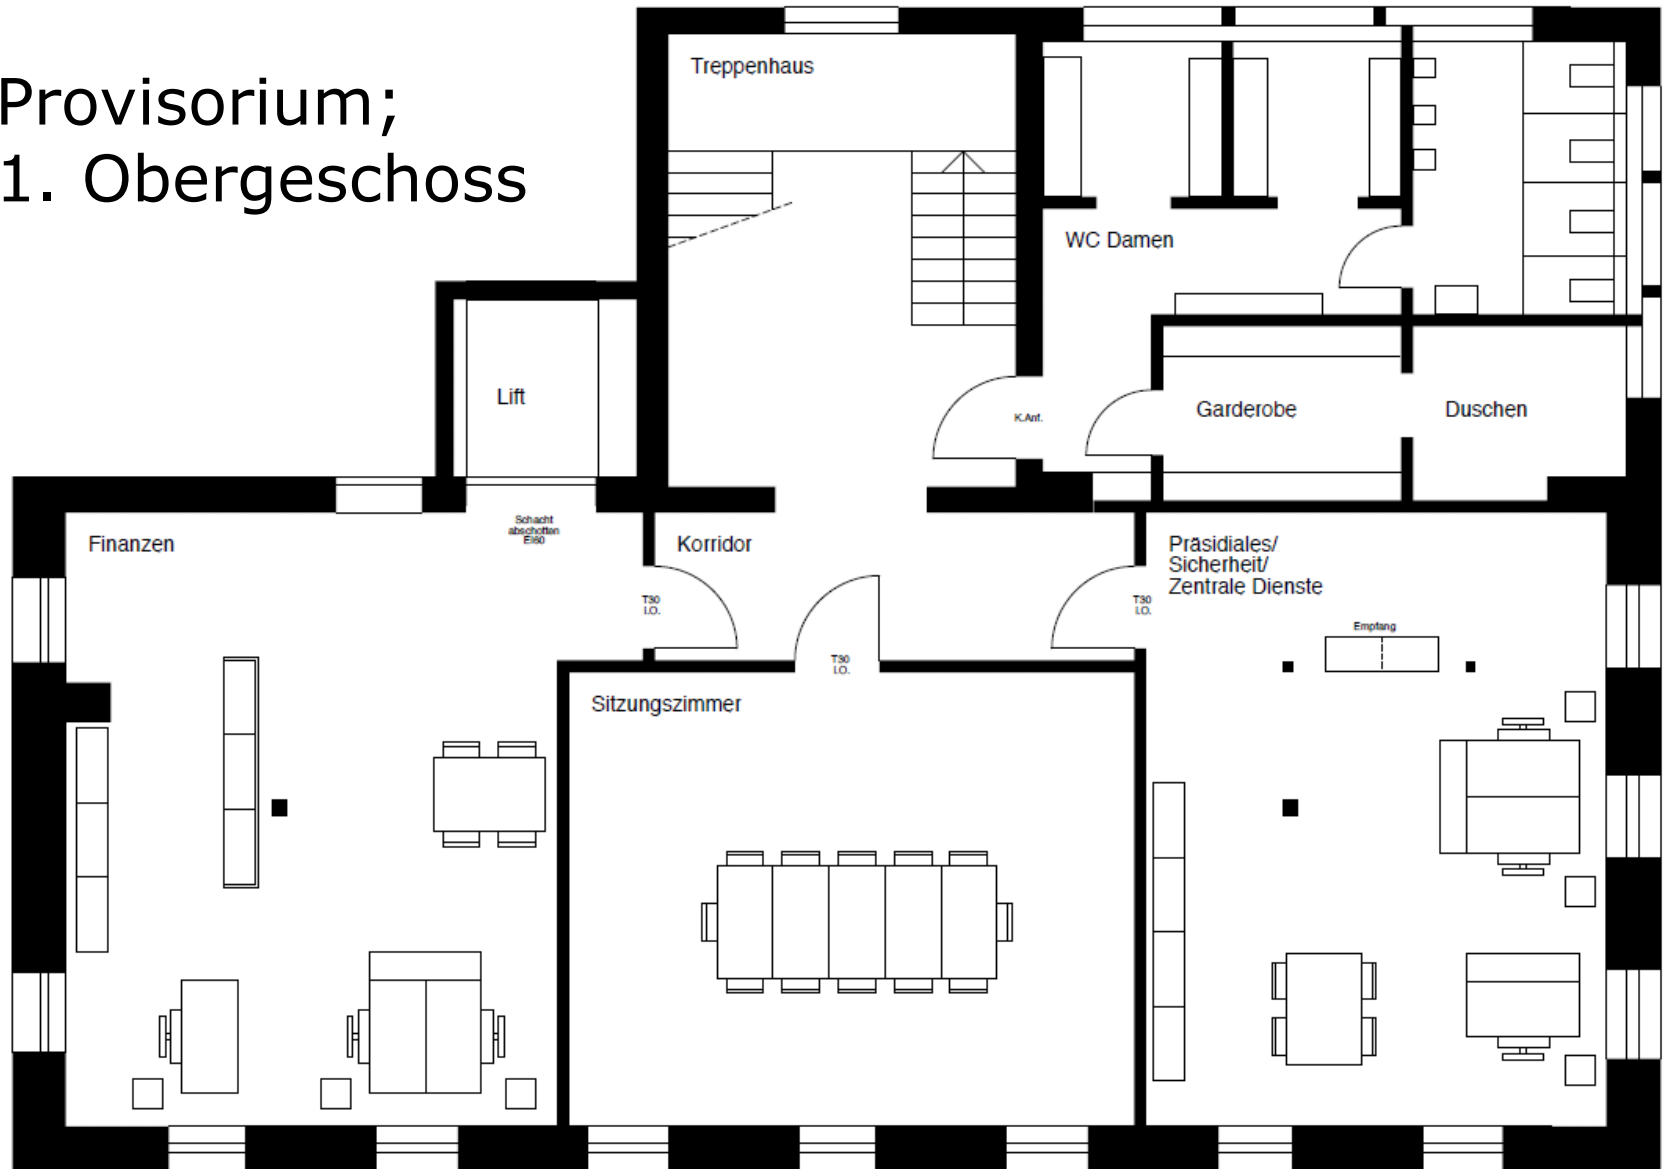 Provisorium;
1. Obergeschoss
Treppenhaus
WC Damen
Lift
K.Anf.
Garderobe
Duschen
Finanzen
Schacht
abschotten
EI60
Korridor
Präsidiales/
Sicherheit/
Zentrale Dienste
T30
I.O.
T30
I.O.
Empfang
T30
I.O.
Sitzungszimmer